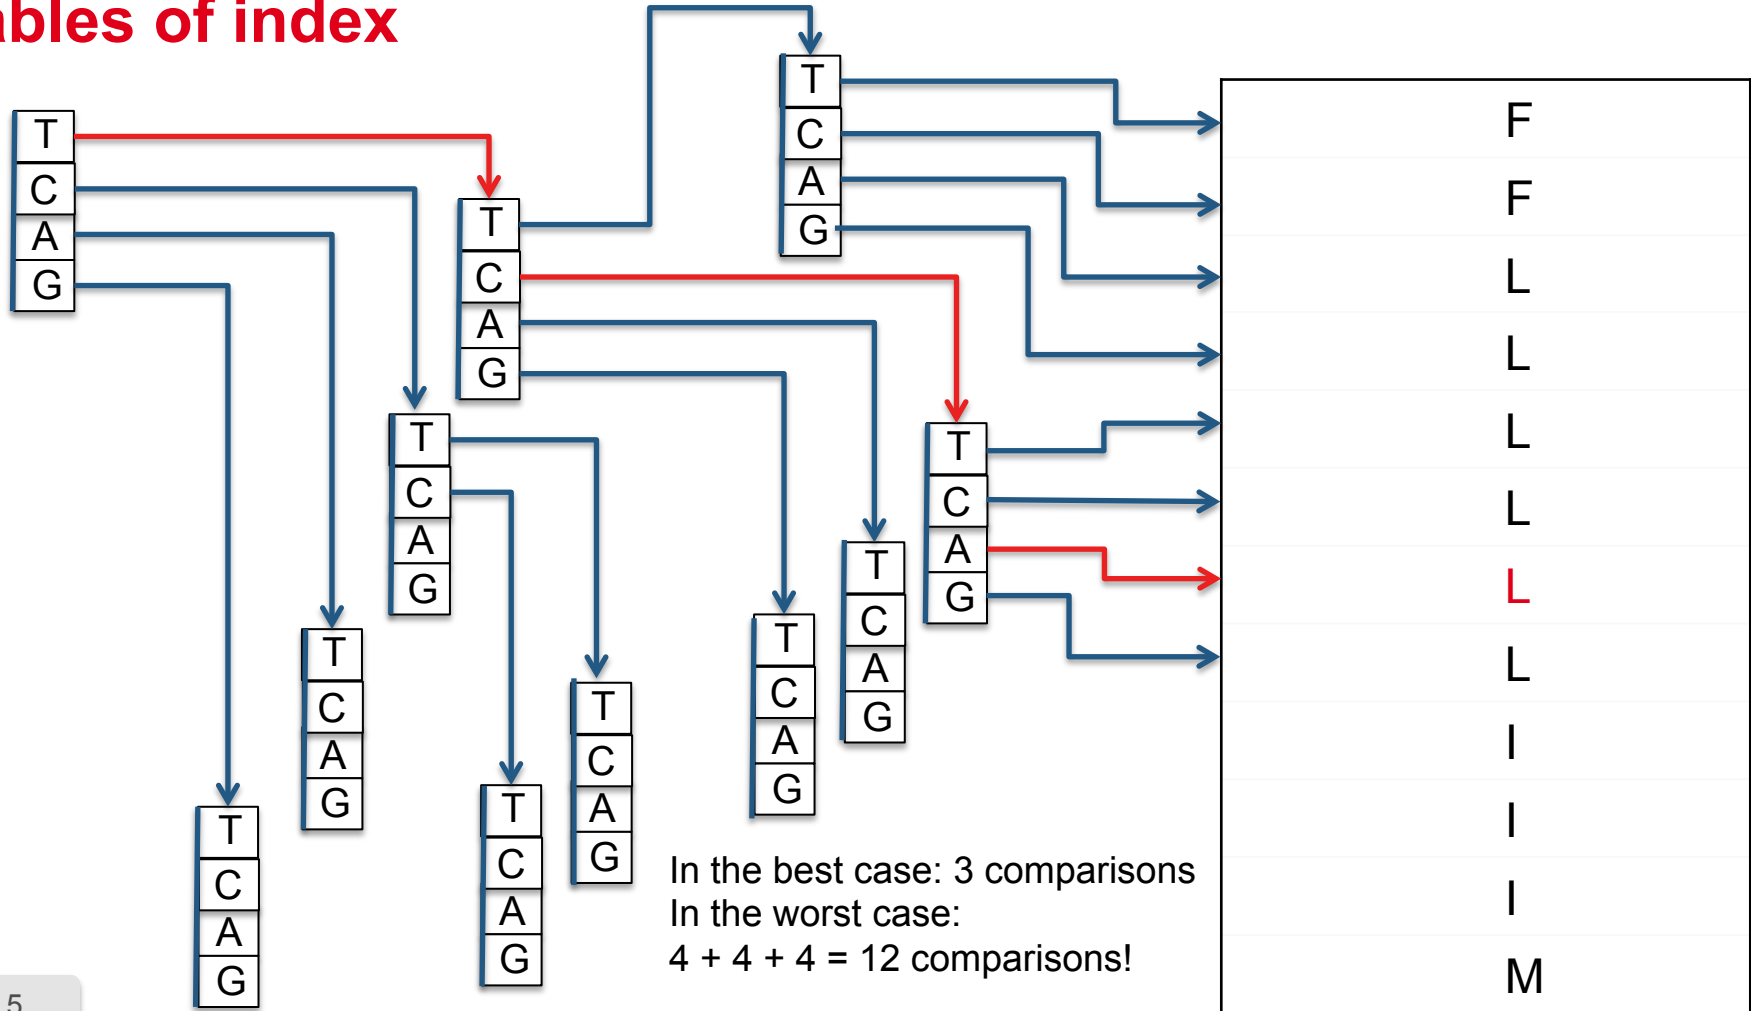 ables of index
T
C
A
G
T
C
A
G
T
C
A
G
T
C
A
G
T
C
A
G
T
C
A
G
T
C
A
G
T
C
A
G
T
C
A
G
T
C
A
G
T
C
A
G
F
F
L
L
L
L
L
L
I
I
I
M
In the best case: 3 comparisons
In the worst case:
4 + 4 + 4 = 12 comparisons!
5